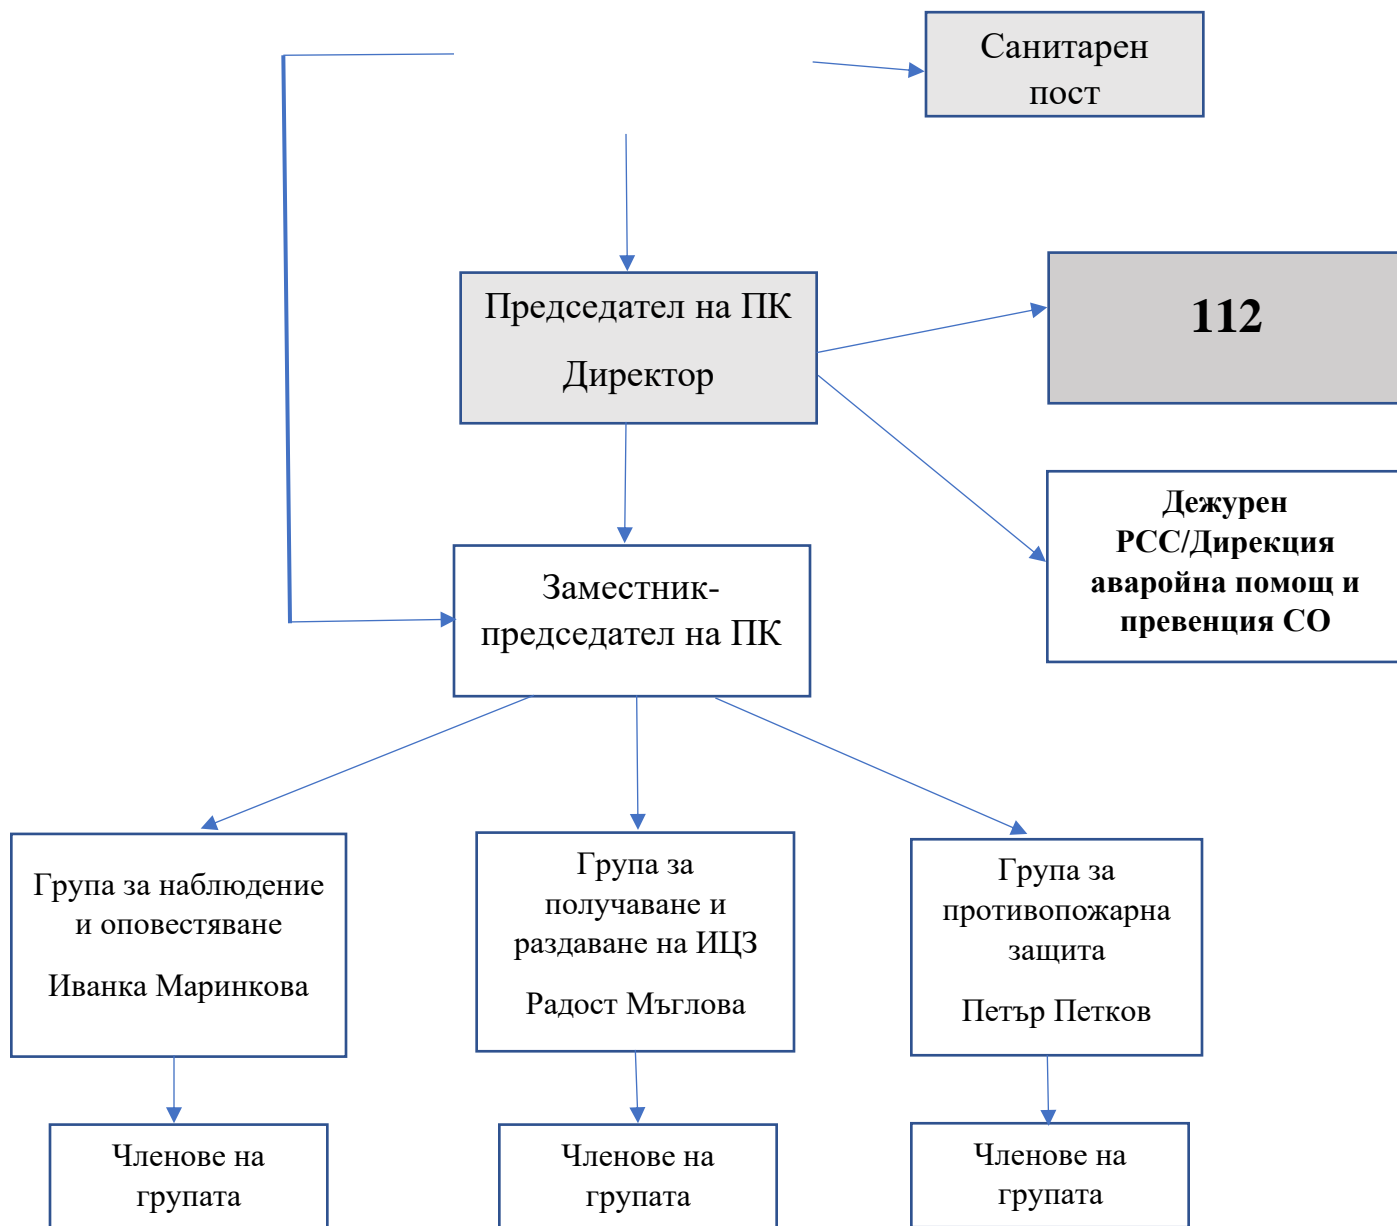 Санитарен
пост
Председател на ПК
Директор
112
Дежурен
РСС/Дирекция
аваройна помощ и
превенция СО
Заместник-
председател на ПК
Група за наблюдение
и оповестяване
Иванка Маринкова
Група за
получаване и
раздаване на ИЦЗ
Радост Мъглова
Група за
противопожарна
защита
Петър Петков
Членове на
групата
Членове на
групата
Членове на
групата